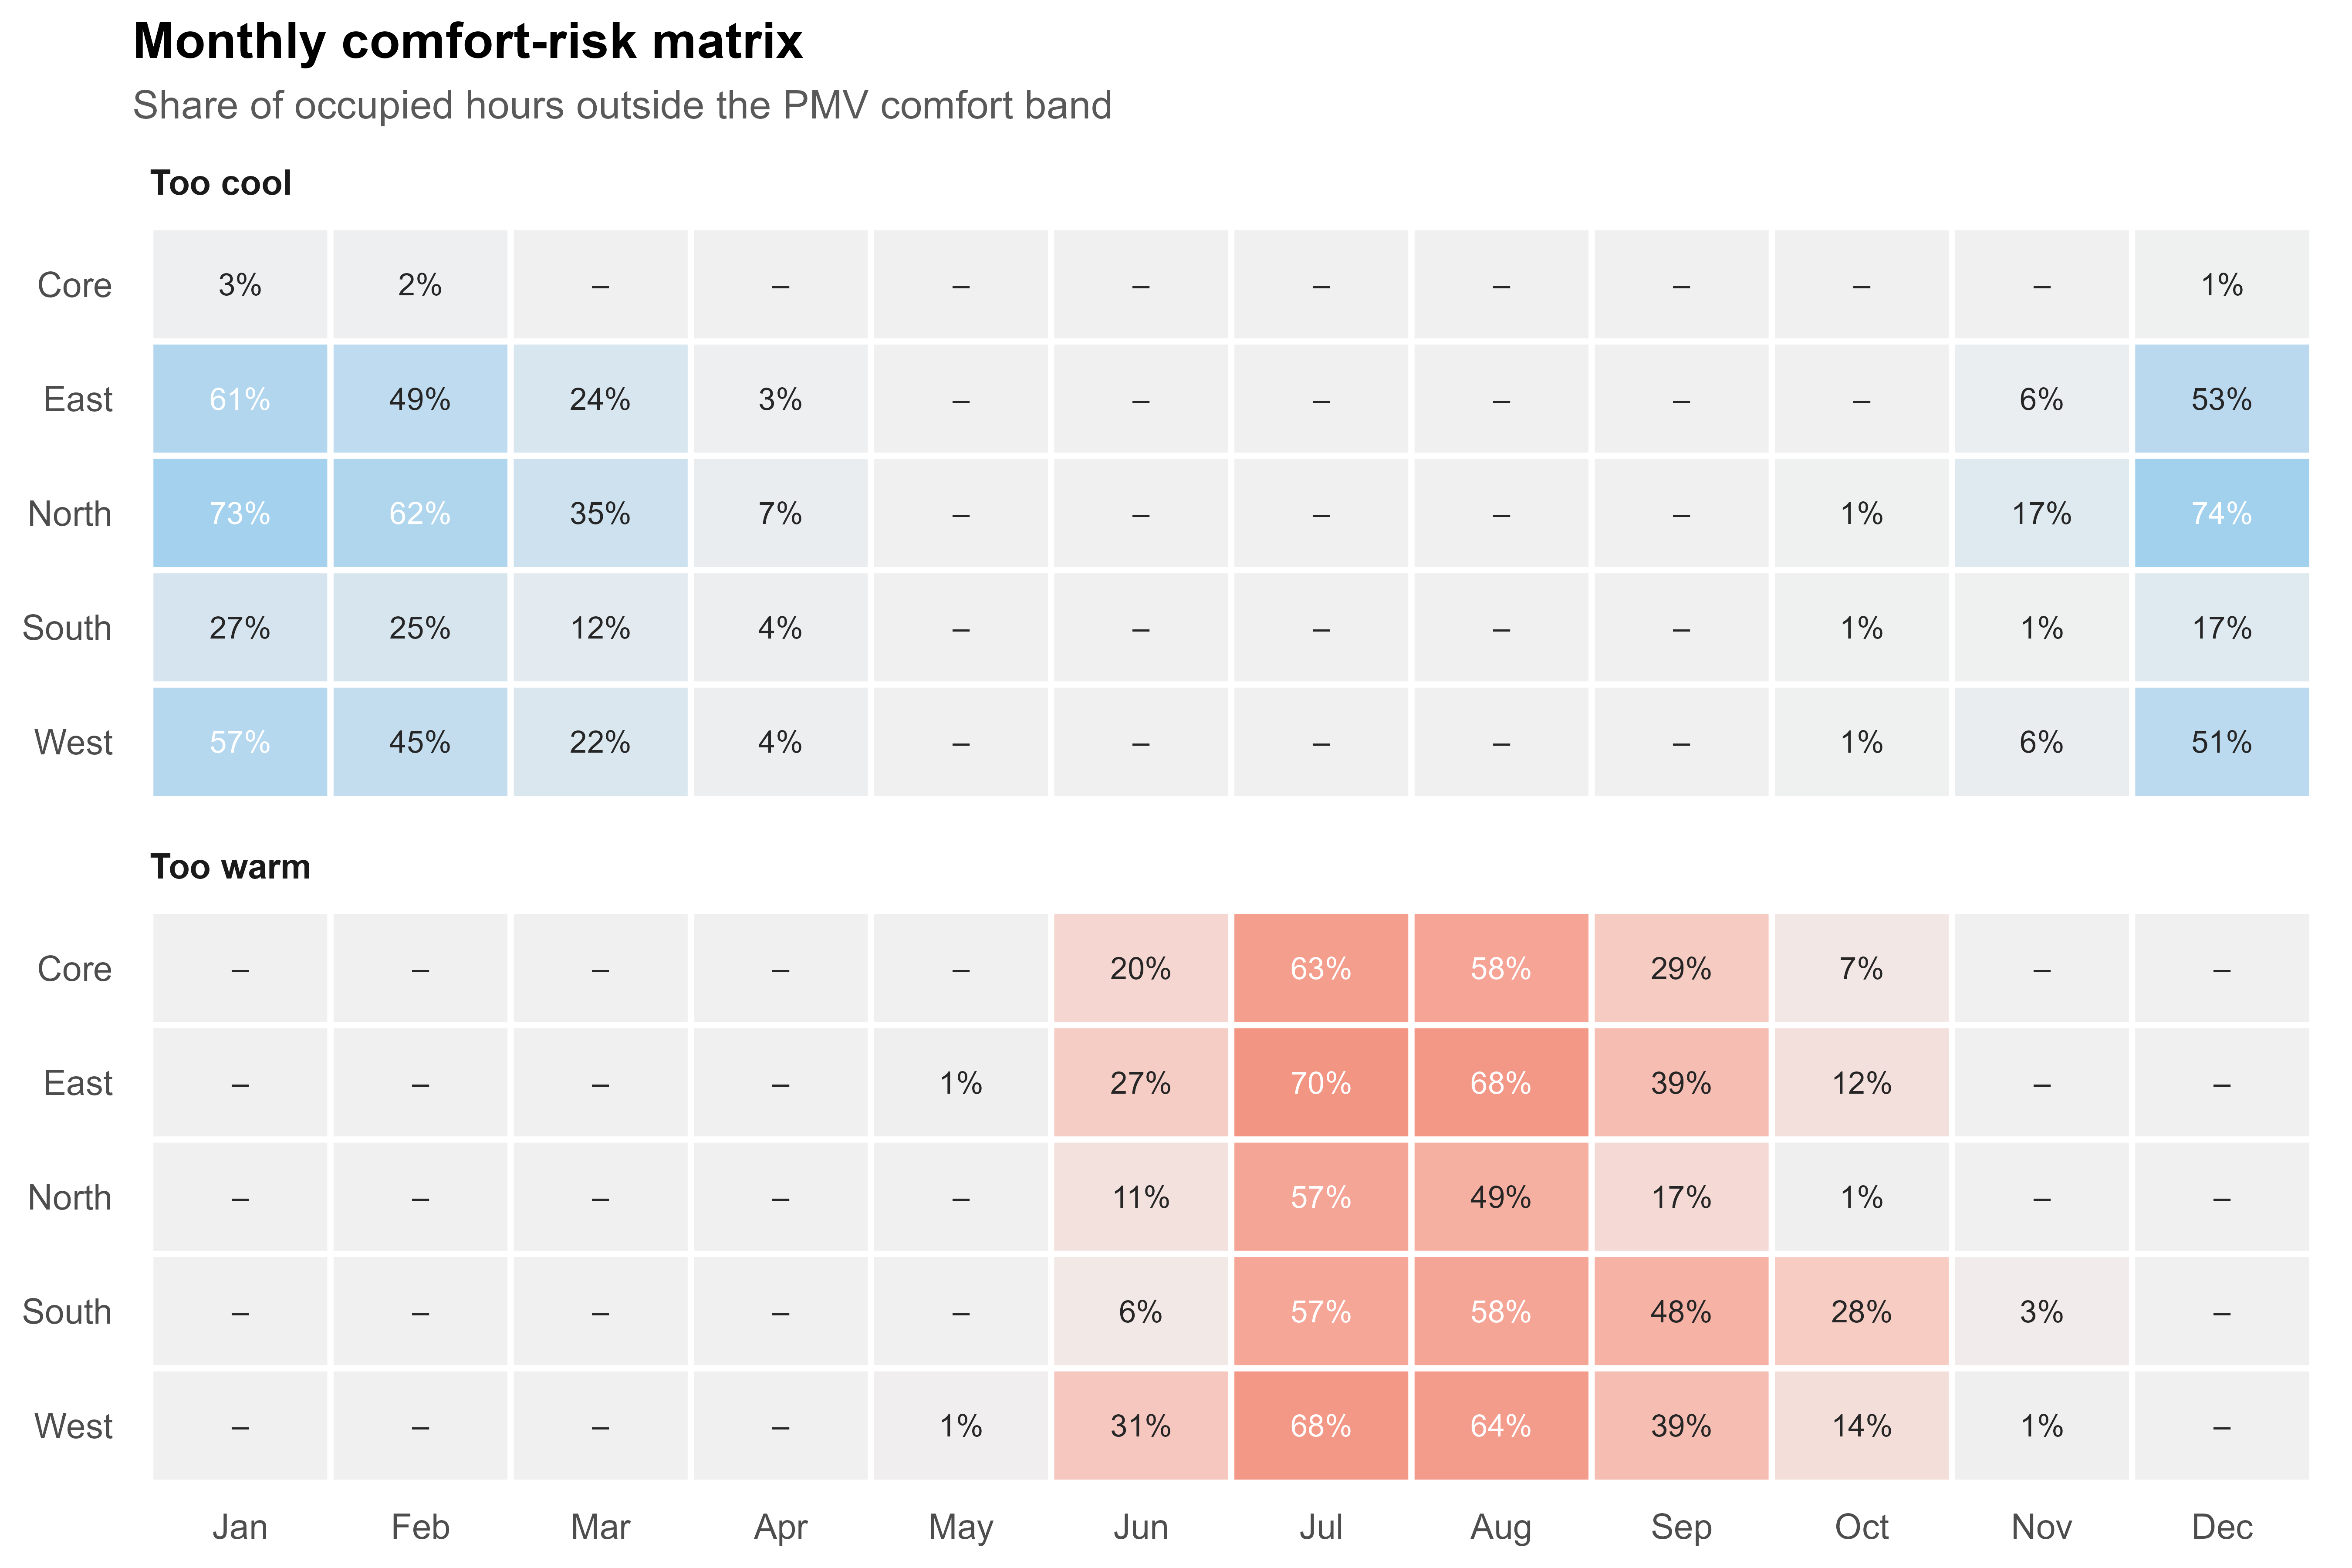 Monthly comfort-risk matrix
Share of occupied hours outside the PMV comfort band
Too cool
Core 3% 2% – – – – – – – – – 1%
East 61% 49% 24% 3% – – – – – – 6% 53%
North 73% 62% 35% 7% – – – – – 1% 17% 74%
South 27% 25% 12% 4% – – – – – 1% 1% 17%
West 57% 45% 22% 4% – – – – – 1% 6% 51%
Too warm
Core – – – – – 20% 63% 58% 29% 7% – –
East – – – – 1% 27% 70% 68% 39% 12% – –
North – – – – – 11% 57% 49% 17% 1% – –
South – – – – – 6% 57% 58% 48% 28% 3% –
West – – – – 1% 31% 68% 64% 39% 14% 1% –
Jan Feb Mar Apr May Jun Jul Aug Sep Oct Nov Dec